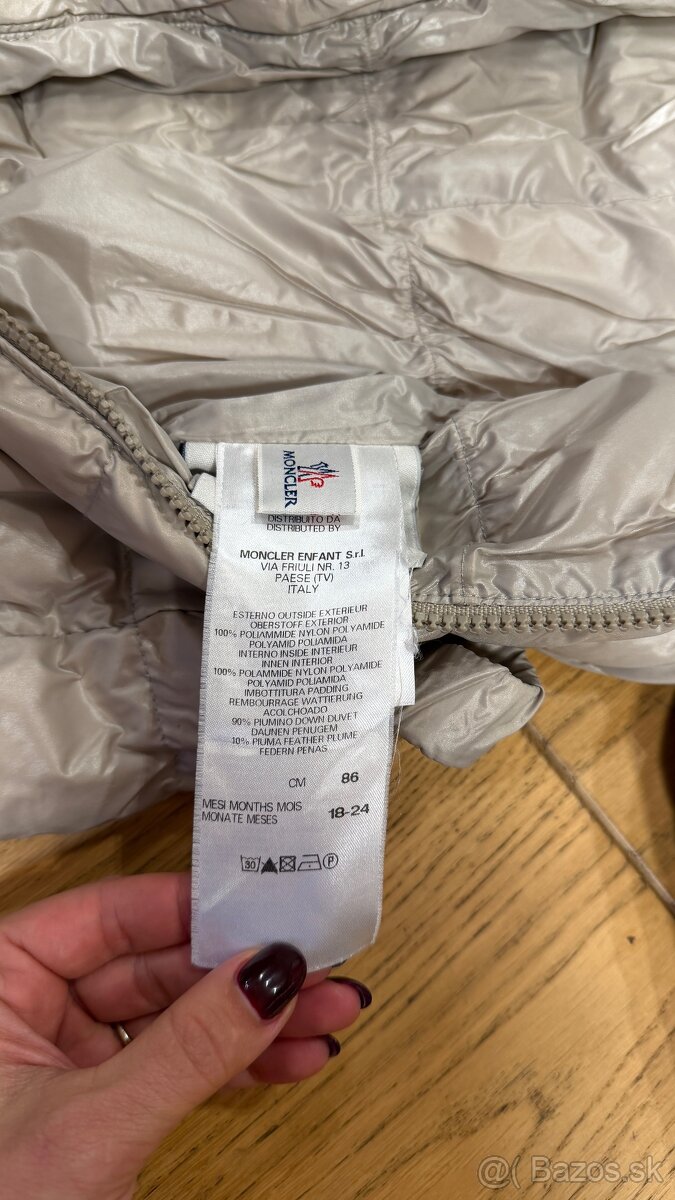 MONCLER
DISTRIBUITO DA
DISTRIBUTED BY
MONCLER ENFANT S.r.l.
VIA FRIULI NR. 13
PAESE (TV)
ITALY
ESTERNO OUTSIDE EXTERIEUR
OBERSTOFF EXTERIOR
100% POLIAMMIDE NYLON POLYAMIDE
POLYAMID POLIAMIDA
INTERNO INSIDE INTERIEUR
INNEN INTERIOR
100% POLAMMIDE NYLON POLYAMIDE
POLYAMID POLIAMIDA
IMBOTTITURA PADDING
REMBOURRAGE WATTIERUNG
ACOLCHOADO
90% PIUMINO DOWN DUVET
DAUNEN PENUGEM
10% PIUMA FEATHER PLUME
FEDERN PENAS
CM 86
MESI MONTHS MOIS
MONATE MESES 18-24
30 P
@( Bazos.sk